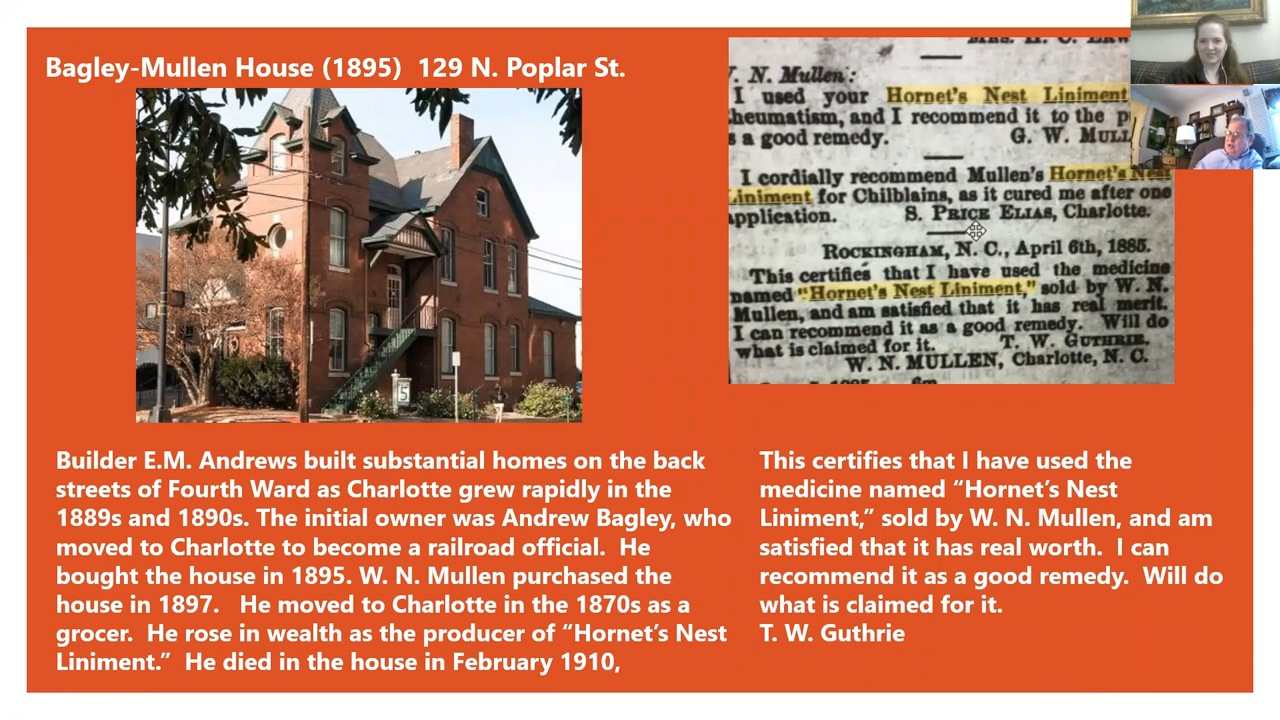 Bagley-Mullen House (1895)  129 N. Poplar St.
N. Mullen:
I used your Hornet's Nest Liniment
and I recommend it to the
a good remedy. G. W.
I cordially recommend Mullen's Hornet's Nest
Liniment for Chilblains, as it cured me after one
application. S. PRICE ELIAS, Charlotte.
ROCKINGHAM, N. C., April 6th, 1885.
This certifies that I have used the medicine
named "Hornet's Nest Liniment," sold by W. N.
Mullen, and am satisfied that it has real merit.
I can recommend it as a good remedy. Will do
what is claimed for it. T. W. GUTHRIE.
W. N. MULLEN, Charlotte, N. C.
5
Builder E.M. Andrews built substantial homes on the back
streets of Fourth Ward as Charlotte grew rapidly in the
1889s and 1890s. The initial owner was Andrew Bagley, who
moved to Charlotte to become a railroad official.  He
bought the house in 1895. W. N. Mullen purchased the
house in 1897.   He moved to Charlotte in the 1870s as a
grocer.  He rose in wealth as the producer of “Hornet’s Nest
Liniment.”  He died in the house in February 1910,
This certifies that I have used the
medicine named “Hornet’s Nest
Liniment,” sold by W. N. Mullen, and am
satisfied that it has real worth.  I can
recommend it as a good remedy.  Will do
what is claimed for it.
T. W. Guthrie